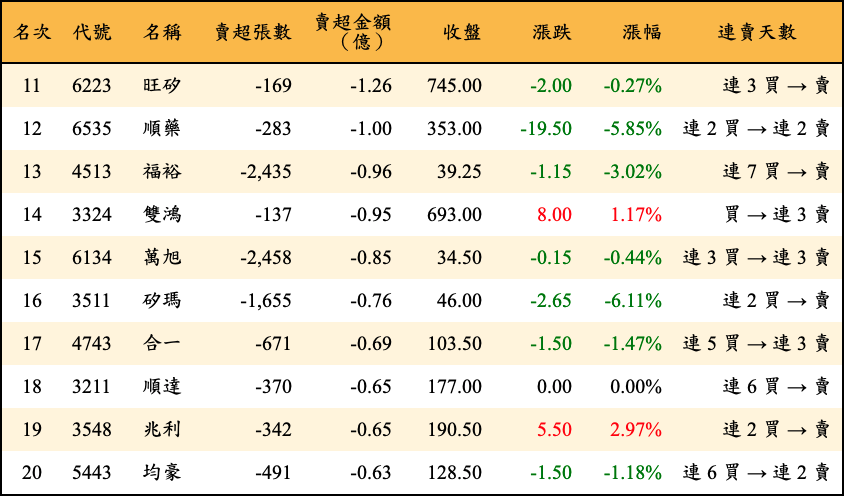 名次 代號 名稱 賣超張數 賣超金額（億） 收盤 漲跌 漲幅 連賣天數
11 6223 旺矽 -169 -1.26 745.00 -2.00 -0.27% 連 3 買 → 賣
12 6535 順藥 -283 -1.00 353.00 -19.50 -5.85% 連 2 買 → 連 2 賣
13 4513 福裕 -2,435 -0.96 39.25 -1.15 -3.02% 連 7 買 → 賣
14 3324 雙鴻 -137 -0.95 693.00 8.00 1.17% 買 → 連 3 賣
15 6134 萬旭 -2,458 -0.85 34.50 -0.15 -0.44% 連 3 買 → 連 3 賣
16 3511 矽瑪 -1,655 -0.76 46.00 -2.65 -6.11% 連 2 買 → 賣
17 4743 合一 -671 -0.69 103.50 -1.50 -1.47% 連 5 買 → 連 3 賣
18 3211 順達 -370 -0.65 177.00 0.00 0.00% 連 6 買 → 賣
19 3548 兆利 -342 -0.65 190.50 5.50 2.97% 連 2 買 → 賣
20 5443 均豪 -491 -0.63 128.50 -1.50 -1.18% 連 6 買 → 連 2 賣